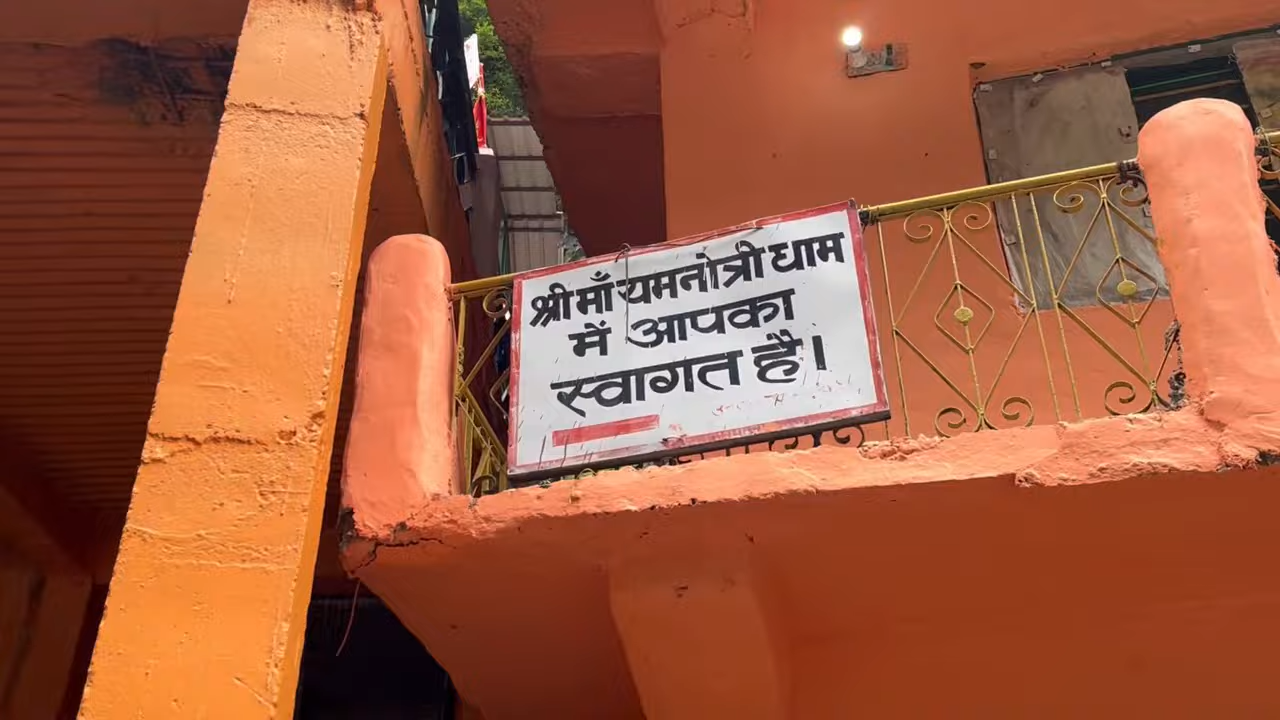 श्री माँ यमनोत्री धाम
में आपका
स्वागत है।